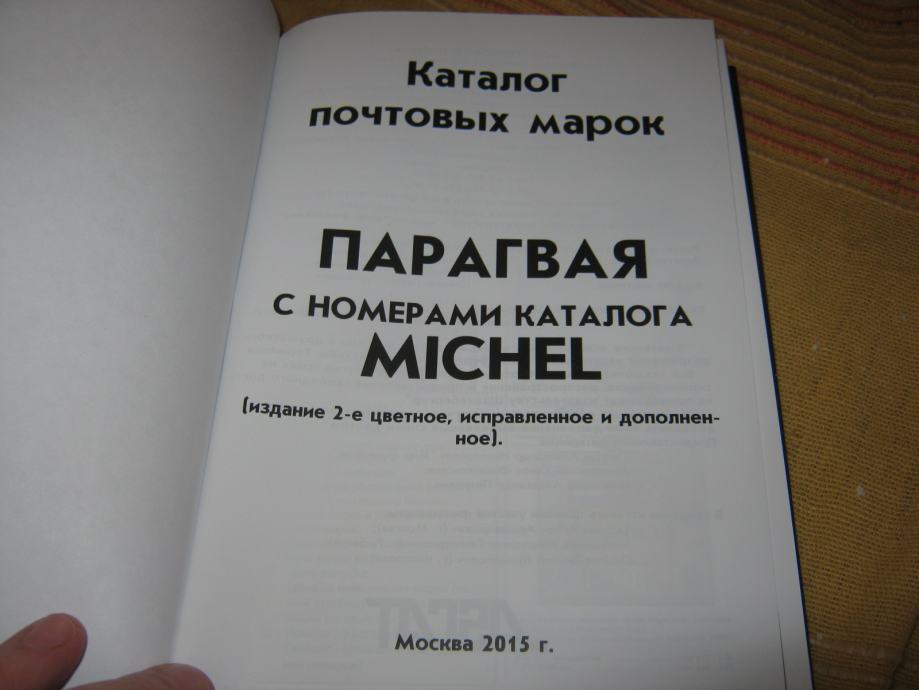 Каталог
почтовых марок
ПАРАГВАЯ
С НОМЕРАМИ КАТАЛОГА
MICHEL
(издание 2-е цветное, исправленное и дополнен-
ное).
Москва 2015 г.